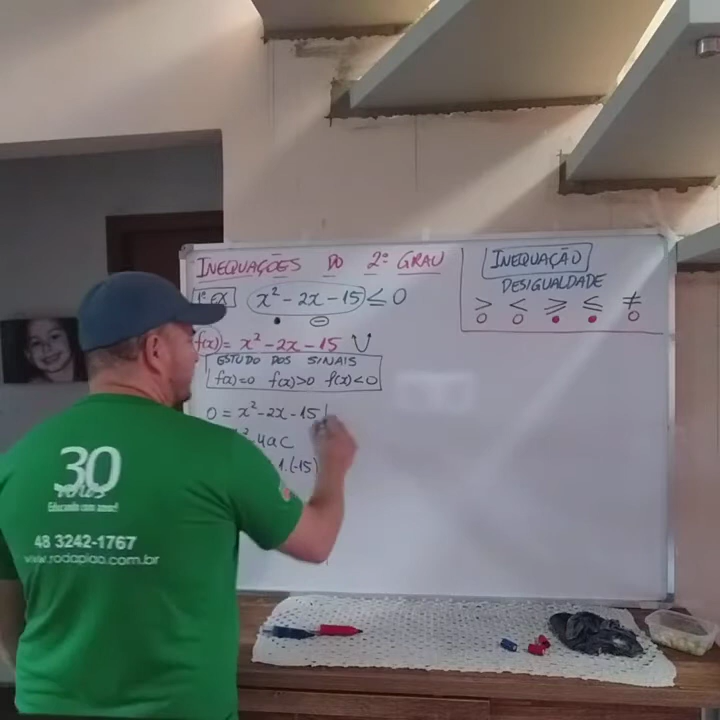 INEQUAÇÕES DO 2º GRAU
1º EX x² - 2x - 15 ≤ 0
f(x) = x² - 2x - 15
ESTUDO DOS SINAIS
f(x)=0 f(x)>0 f(x)<0
0 = x² - 2x - 15
4ac
1.(-15)
INEQUAÇÃO
DESIGUALDADE
> < ≥ ≤ ≠
30
Educando com amor!
48 3242-1767
www.rodapiao.com.br